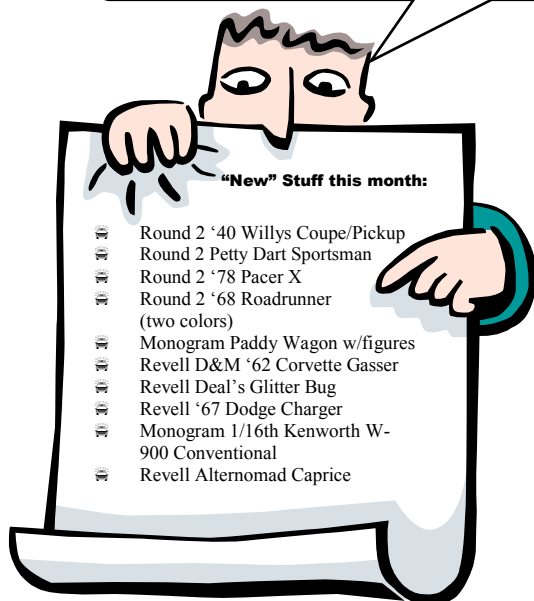 “New” Stuff this month:
Round 2 ‘40 Willys Coupe/Pickup
Round 2 Petty Dart Sportsman
Round 2 ‘78 Pacer X
Round 2 ‘68 Roadrunner
(two colors)
Monogram Paddy Wagon w/figures
Revell D&M ‘62 Corvette Gasser
Revell Deal’s Glitter Bug
Revell ‘67 Dodge Charger
Monogram 1/16th Kenworth W-
900 Conventional
Revell Alternomad Caprice